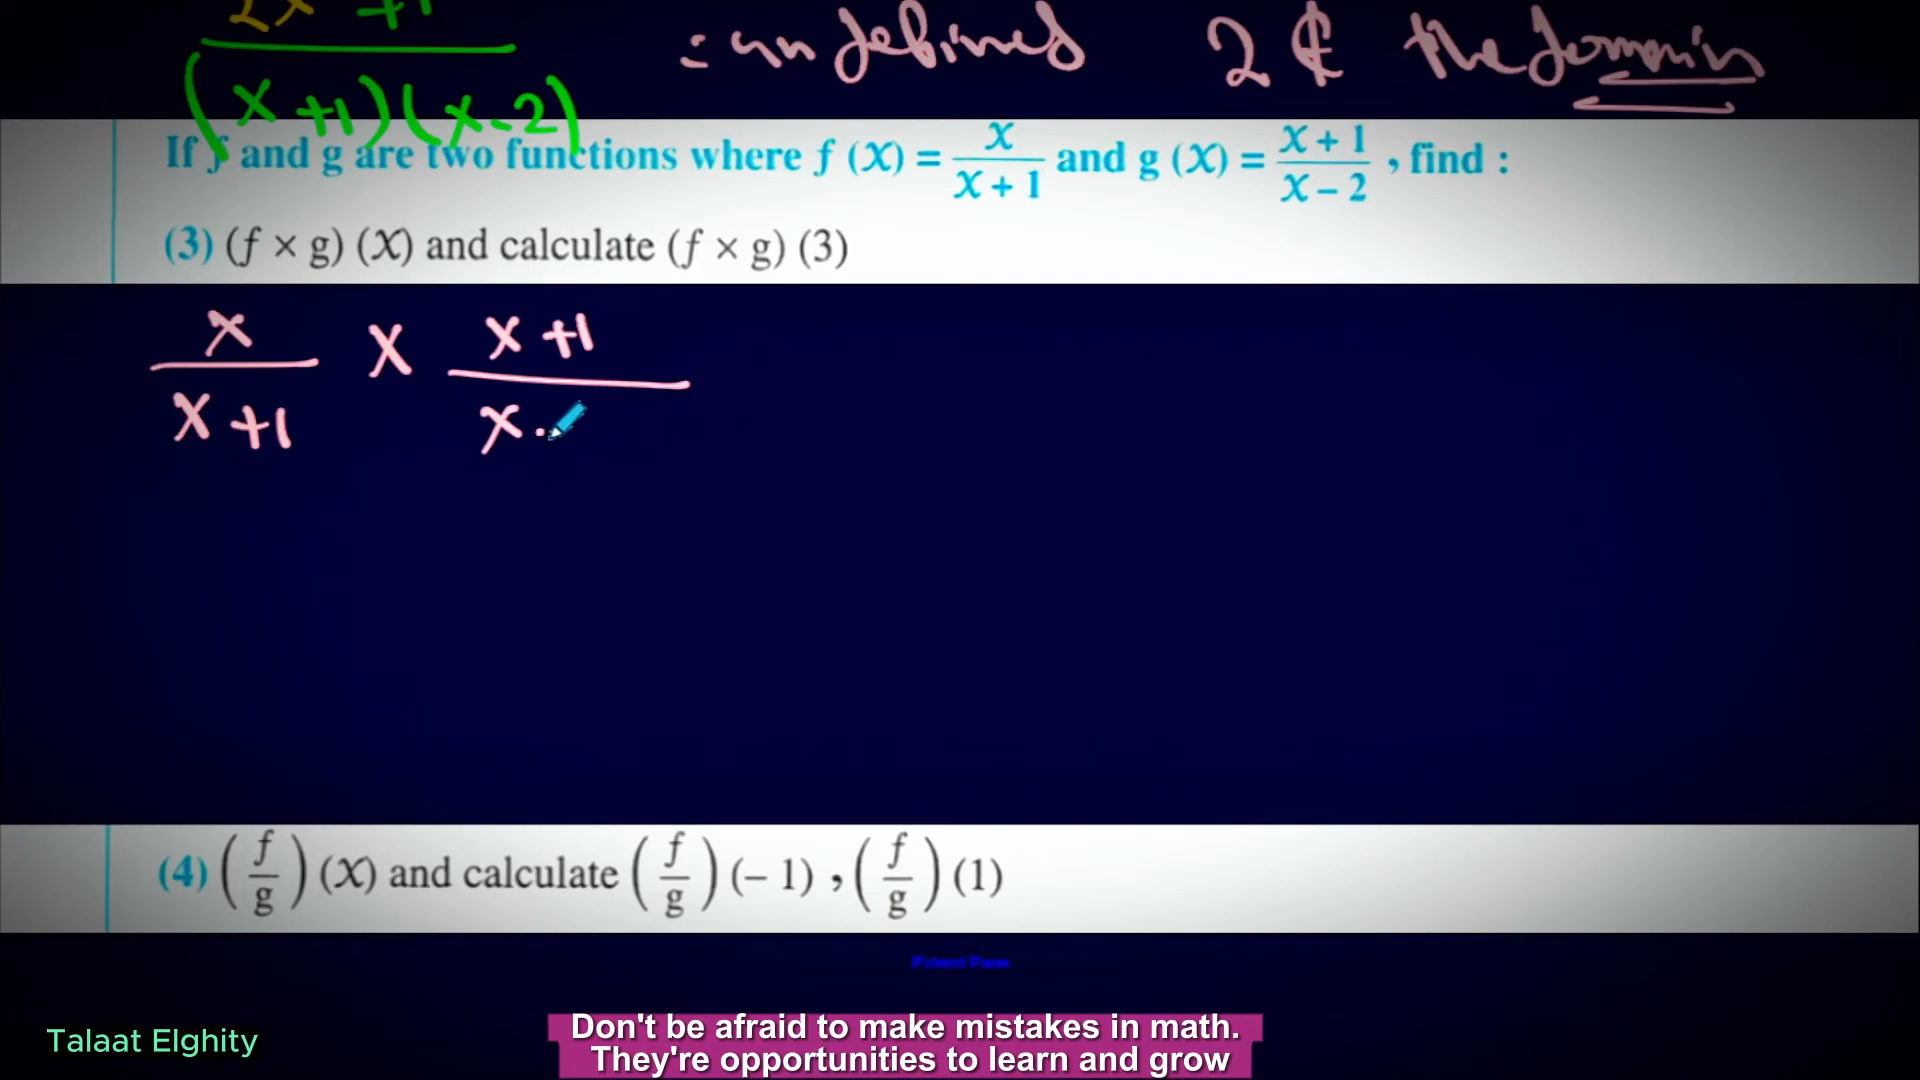 2x + 1
= undefined 2 ∉ the domain
(x + 1)(x - 2)
If f and g are two functions where f (X) = X / X + 1 and g (X) = X + 1 / X – 2 , find :
(3) (f × g) (X) and calculate (f × g) (3)
x / x + 1 × x + 1 / x -
(4) (f / g) (X) and calculate (f / g) (– 1) , (f / g) (1)
Talaat Elghity
Don't be afraid to make mistakes in math.
They're opportunities to learn and grow